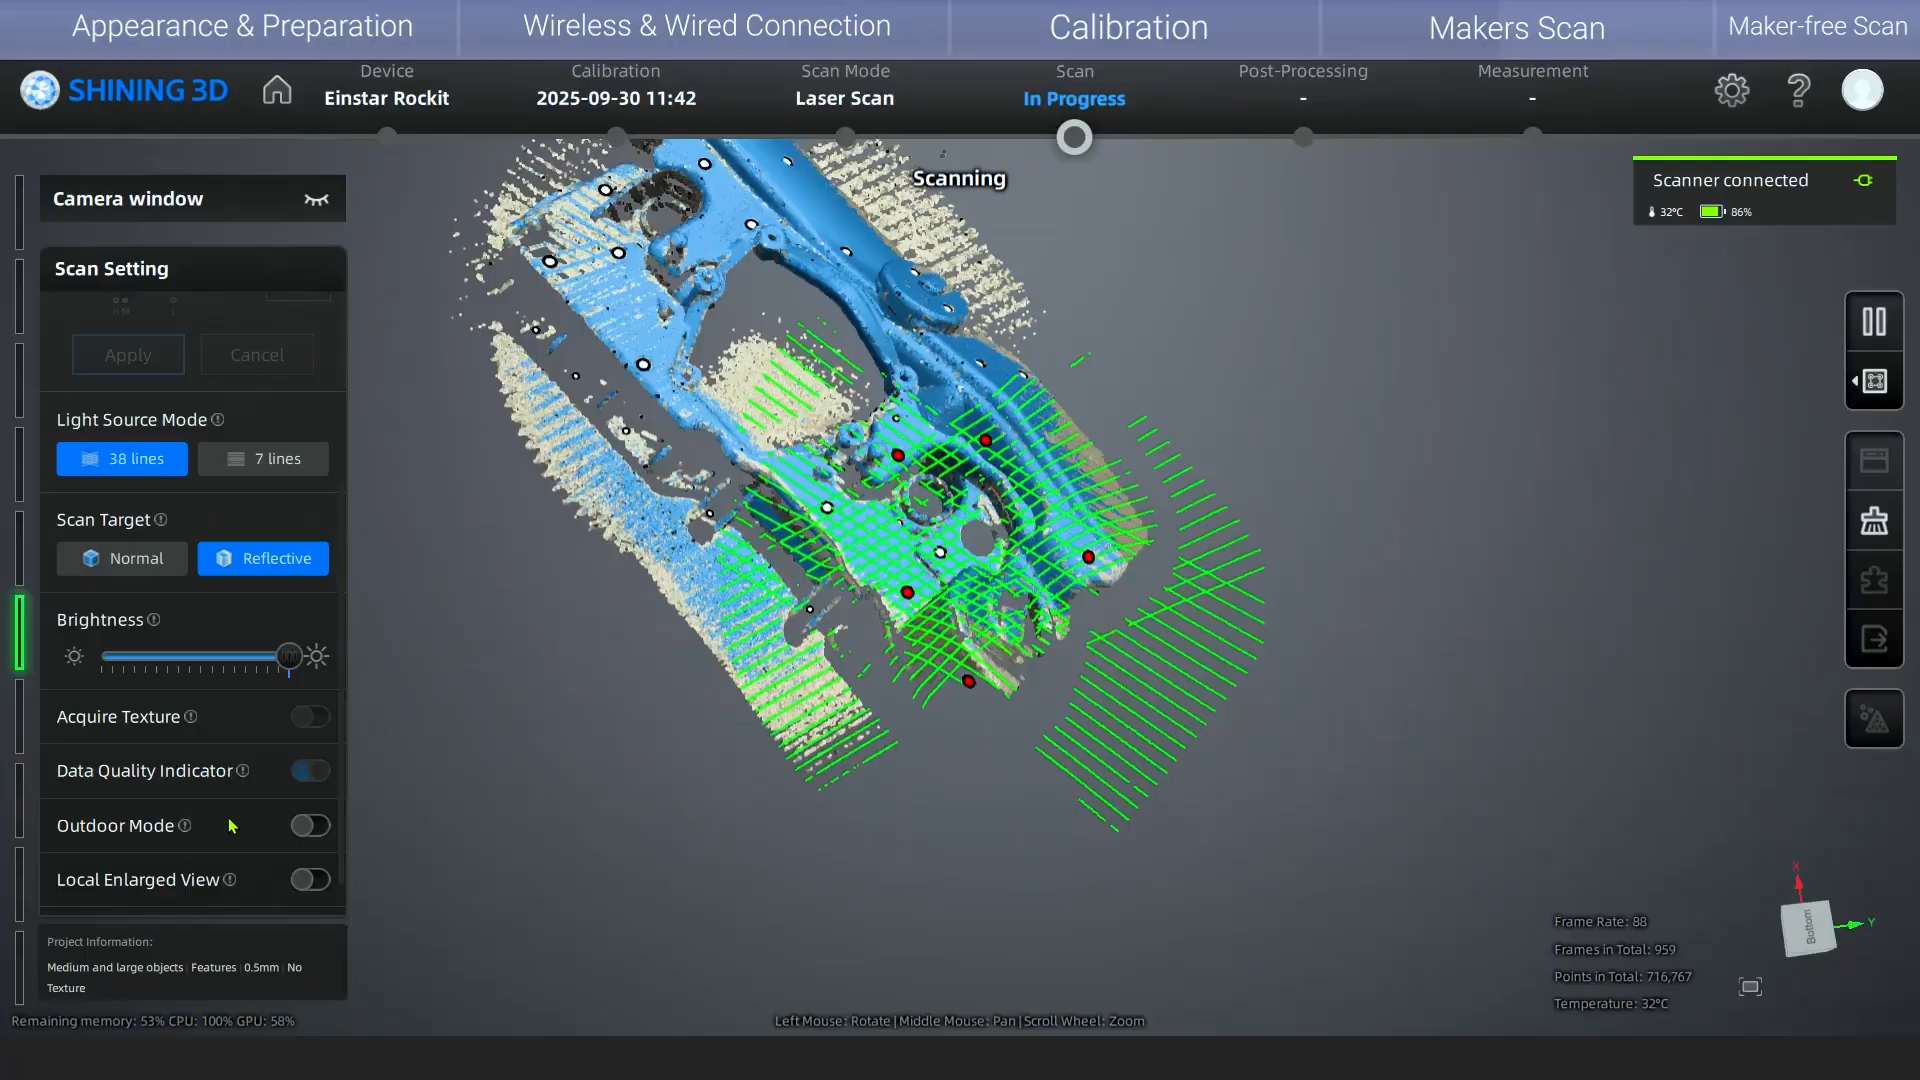 Appearance & Preparation
Wireless & Wired Connection
Calibration
Makers Scan
Maker-free Scan
SHINING 3D
Device
Einstar Rockit
Calibration
2025-09-30 11:42
Scan Mode
Laser Scan
Scan
In Progress
Post-Processing
-
Measurement
-
Camera window
Scanning
Scanner connected
32°C
86%
Scan Setting
Apply
Cancel
Light Source Mode
38 lines
7 lines
Scan Target
Normal
Reflective
Brightness
Acquire Texture
Data Quality Indicator
Outdoor Mode
Local Enlarged View
Project Information:
Medium and large objects | Features | 0.5mm | No
Texture
Remaining memory: 53% CPU: 100% GPU: 58%
Left Mouse: Rotate | Middle Mouse: Pan | Scroll Wheel: Zoom
Frame Rate: 88
Frames in Total: 959
Points in Total: 716,767
Temperature: 32°C
X
Y
Bottom